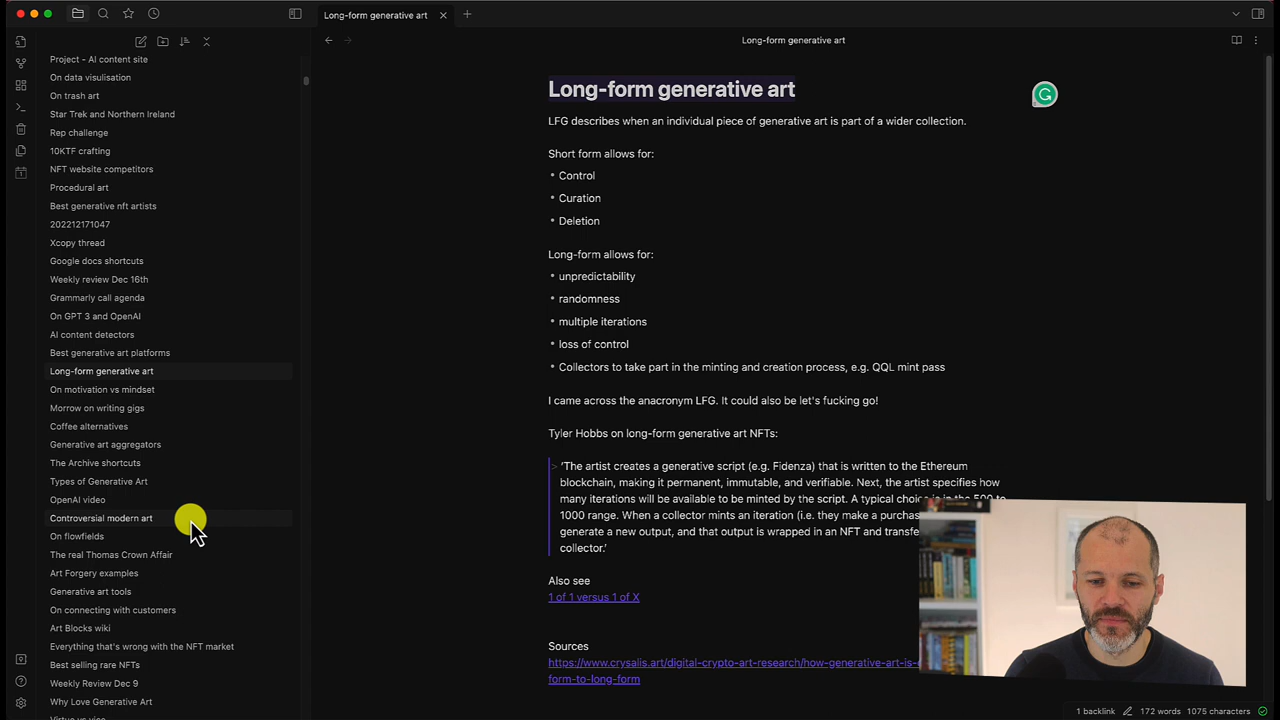 Long-form generative art
Long-form generative art
Project - AI content site
On data visualisation
On trash art
Star Trek and Northern Ireland
Rep challenge
10KTF crafting
NFT website competitors
Procedural art
Best generative nft artists
202212171047
Xcopy thread
Google docs shortcuts
Weekly review Dec 16th
Grammarly call agenda
On GPT 3 and OpenAI
AI content detectors
Best generative art platforms
Long-form generative art
On motivation vs mindset
Morrow on writing gigs
Coffee alternatives
Generative art aggregators
The Archive shortcuts
Types of Generative Art
OpenAI video
Controversial modern art
On flowfields
The real Thomas Crown Affair
Art Forgery examples
Generative art tools
On connecting with customers
Art Blocks wiki
Everything that's wrong with the NFT market
Best selling rare NFTs
Weekly Review Dec 9
Why Love Generative Art
Virtue vs vice
Long-form generative art
LFG describes when an individual piece of generative art is part of a wider collection.
Short form allows for:
• Control
• Curation
• Deletion
Long-form allows for:
• unpredictability
• randomness
• multiple iterations
• loss of control
• Collectors to take part in the minting and creation process, e.g. QQL mint pass
I came across the anacronym LFG. It could also be let's fucking go!
Tyler Hobbs on long-form generative art NFTs:
> 'The artist creates a generative script (e.g. Fidenza) that is written to the Ethereum
blockchain, making it permanent, immutable, and verifiable. Next, the artist specifies how
many iterations will be available to be minted by the script. A typical choice is in the 500 to
1000 range. When a collector mints an iteration (i.e. they make a purchas
generate a new output, and that output is wrapped in an NFT and transfe
collector.'
Also see
1 of 1 versus 1 of X
Sources
https://www.crysalis.art/digital-crypto-art-research/how-generative-art-is-
form-to-long-form
1 backlink 172 words 1075 characters